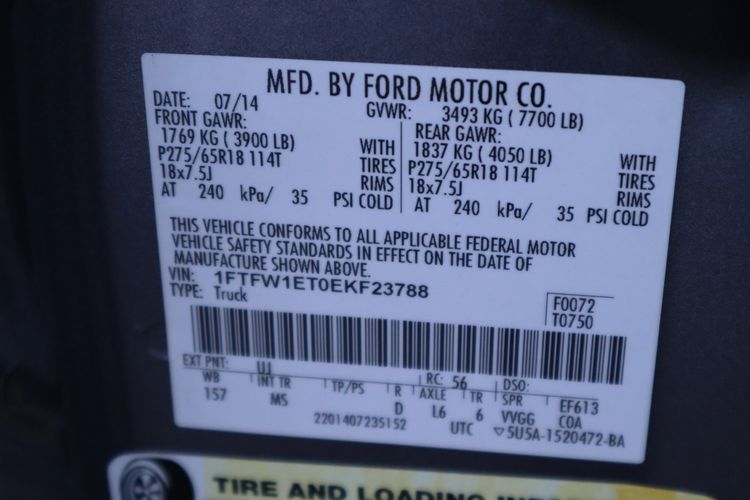 MFD. BY FORD MOTOR CO.
DATE: 07/14 GVWR: 3493 KG ( 7700 LB)
FRONT GAWR: REAR GAWR:
1769 KG ( 3900 LB) WITH 1837 KG ( 4050 LB) WITH
P275/65R18 114T TIRES P275/65R18 114T TIRES
18x7.5J RIMS 18x7.5J RIMS
AT 240 kPa/ 35 PSI COLD AT 240 kPa/ 35 PSI COLD
THIS VEHICLE CONFORMS TO ALL APPLICABLE FEDERAL MOTOR
VEHICLE SAFETY STANDARDS IN EFFECT ON THE DATE OF
MANUFACTURE SHOWN ABOVE.
VIN: 1FTFW1ET0EKF23788
TYPE: Truck F0072
T0750
EXT PNT: UJ RC: 56 DSO:
WB INT TR TP/PS R AXLE TR SPR EF613
157 MS D L6 6 VVGG COA
2201407235152 UTC ▽5U5A-1520472-BA
TIRE AND LOADING